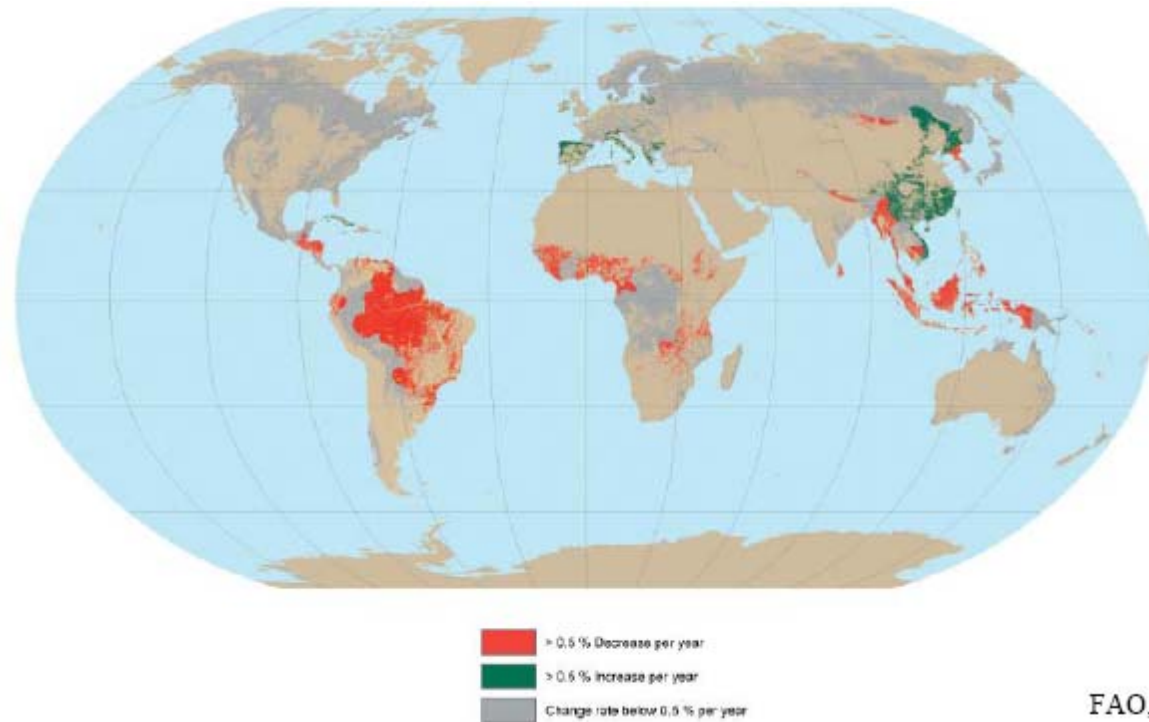 > 0.5 % Decrease per year
> 0.5 % Increase per year
Change rate below 0.5 % per year
FAO,